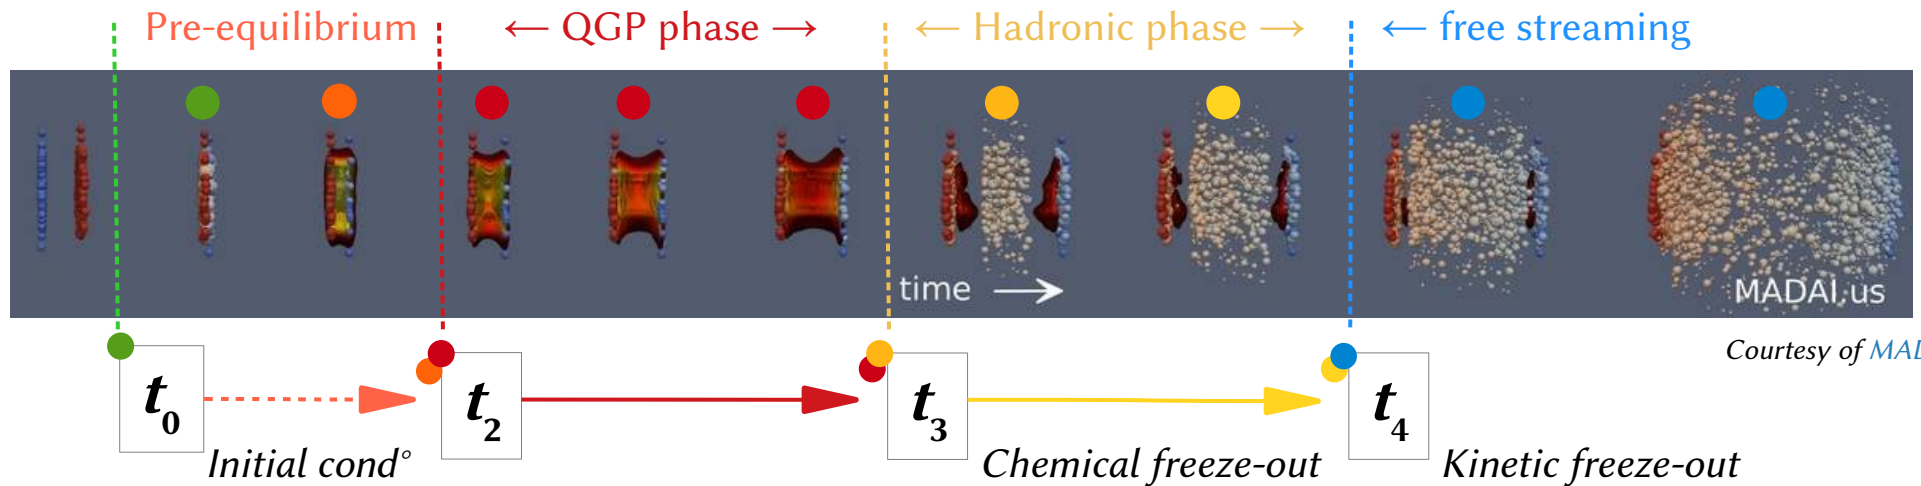 Pre-equilibrium ← QGP phase → ← Hadronic phase → ← free streaming
time →
MADAI.us
Courtesy of MAD
t0 t2 t3 t4
Initial cond° Chemical freeze-out Kinetic freeze-out